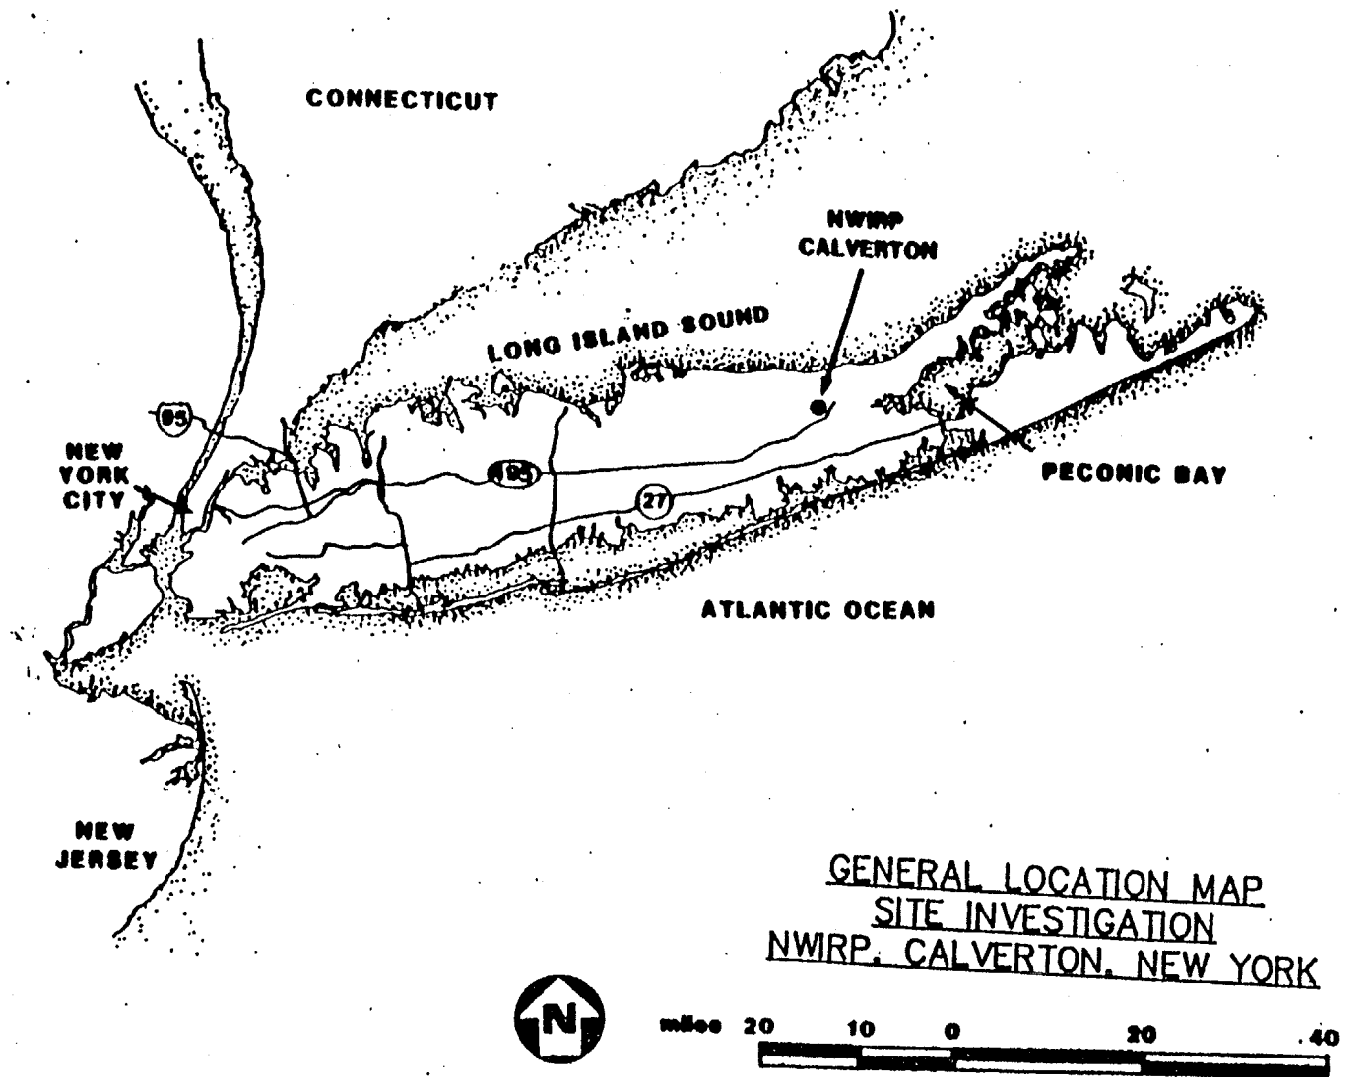 CONNECTICUT
NWIRP
CALVERTON
LONG ISLAND SOUND
95
NEW
YORK
CITY
495
27
PECONIC BAY
ATLANTIC OCEAN
NEW
JERSEY
GENERAL LOCATION MAP
SITE INVESTIGATION
NWIRP, CALVERTON, NEW YORK
N
miles 20 10 0 20 40